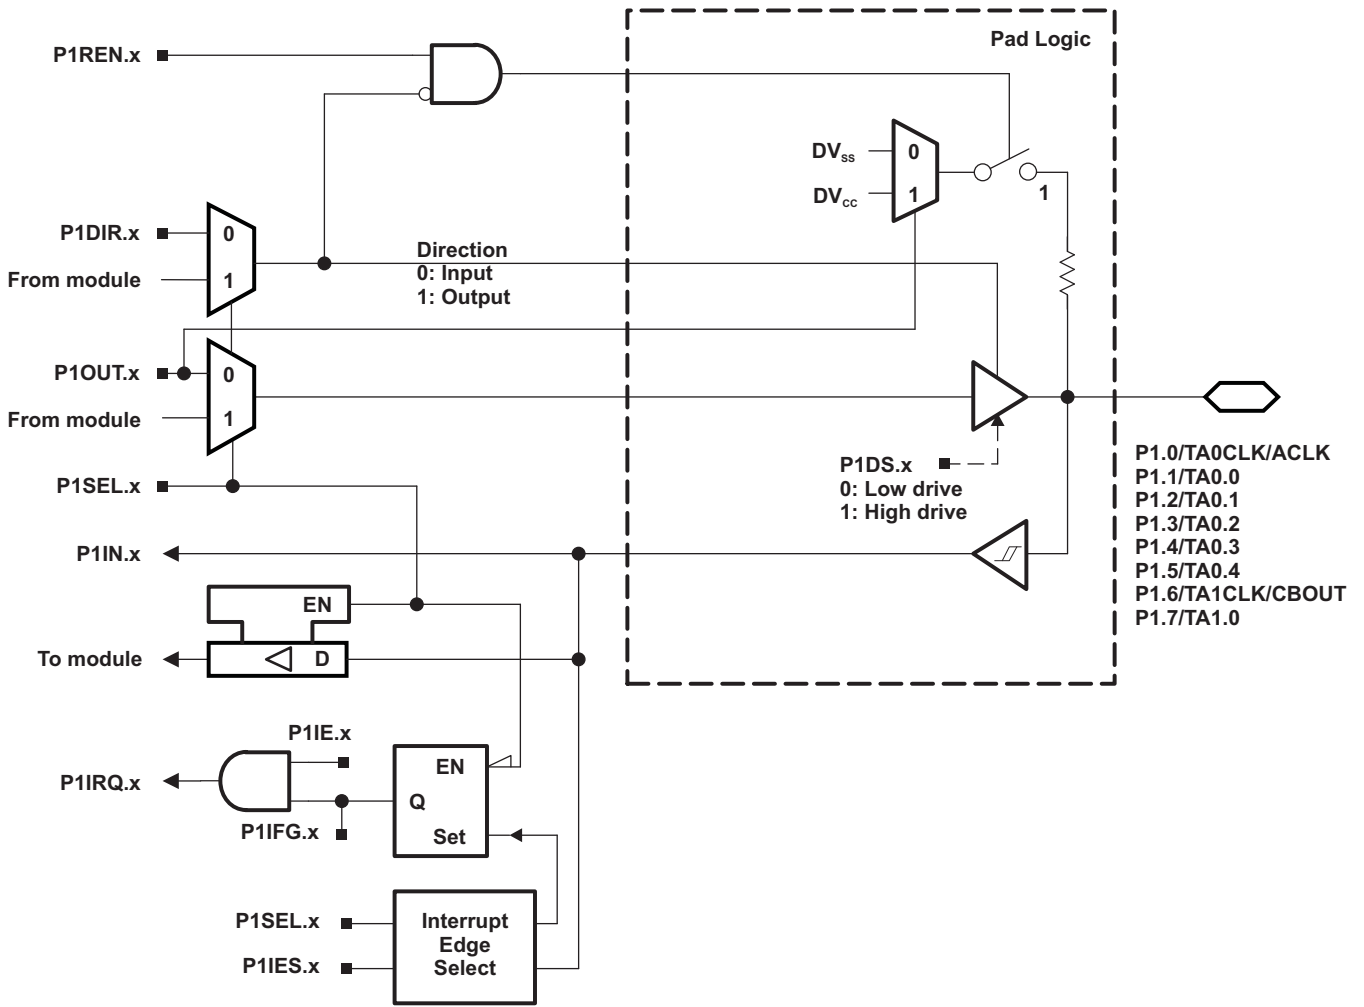 Pad Logic
P1REN.x
DVSS
0
DVCC
1
1
P1DIR.x
0
From module
1
Direction
0: Input
1: Output
P1OUT.x
0
From module
1
P1SEL.x
P1DS.x
0: Low drive
1: High drive
P1.0/TA0CLK/ACLK
P1.1/TA0.0
P1.2/TA0.1
P1.3/TA0.2
P1.4/TA0.3
P1.5/TA0.4
P1.6/TA1CLK/CBOUT
P1.7/TA1.0
P1IN.x
EN
To module
D
P1IE.x
EN
P1IRQ.x
Q
P1IFG.x
Set
P1SEL.x
Interrupt
Edge
Select
P1IES.x